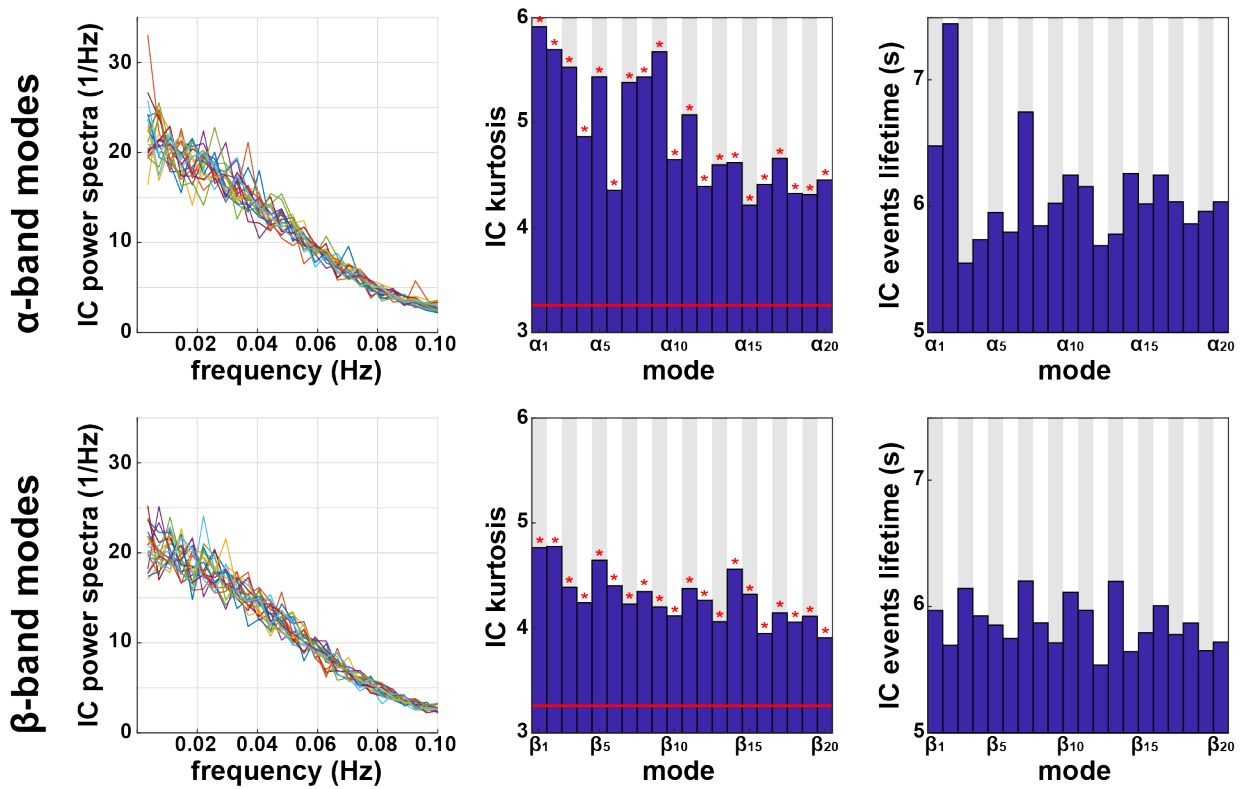 α-band modes
IC power spectra (1/Hz)
30
20
10
0
0.02 0.04 0.06 0.08 0.10
frequency (Hz)
IC kurtosis
6
5
4
3
* * * * * * * * * * * * * * * * * * * *
α1 α5 α10 α15 α20
mode
IC events lifetime (s)
7
6
5
α1 α5 α10 α15 α20
mode
β-band modes
IC power spectra (1/Hz)
30
20
10
0
0.02 0.04 0.06 0.08 0.10
frequency (Hz)
IC kurtosis
6
5
4
3
* * * * * * * * * * * * * * * * * * * *
β1 β5 β10 β15 β20
mode
IC events lifetime (s)
7
6
5
β1 β5 β10 β15 β20
mode